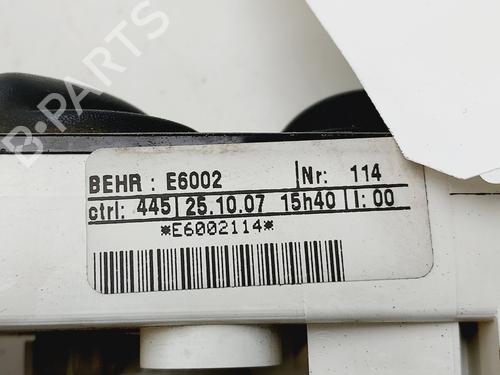 BEHR : E6002 |Nr: 114
ctrl: 445|25.10.07 15h40|I:00
*E6002114*
B-PARTS